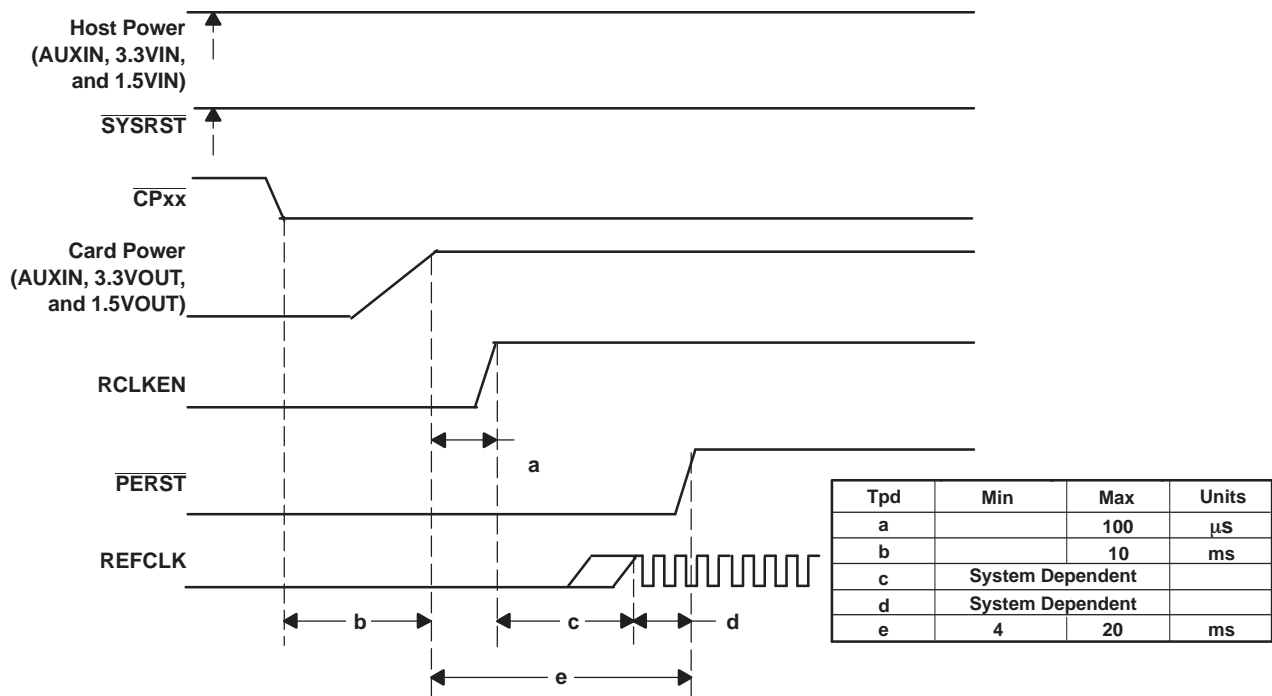 Host Power
(AUXIN, 3.3VIN,
and 1.5VIN)
SYSRST
CPxx
Card Power
(AUXIN, 3.3VOUT,
and 1.5VOUT)
RCLKEN
a
PERST
REFCLK
b
c
d
e
Tpd Min Max Units
a 100 μs
b 10 ms
c System Dependent
d System Dependent
e 4 20 ms